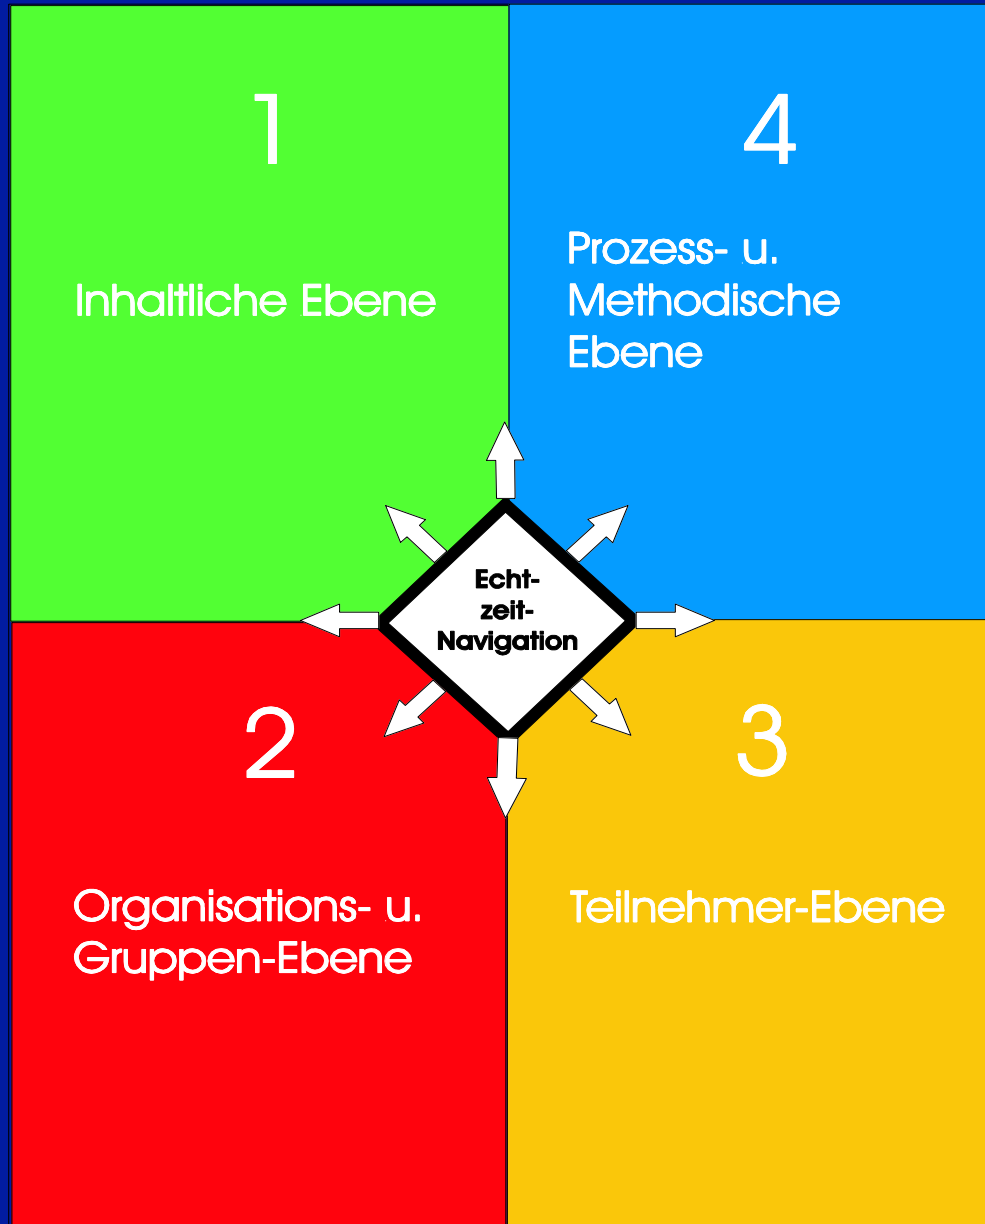 1
Inhaltliche Ebene
4
Prozess- u.
Methodische
Ebene
Echt-
zeit-
Navigation
2
Organisations- u.
Gruppen-Ebene
3
Teilnehmer-Ebene